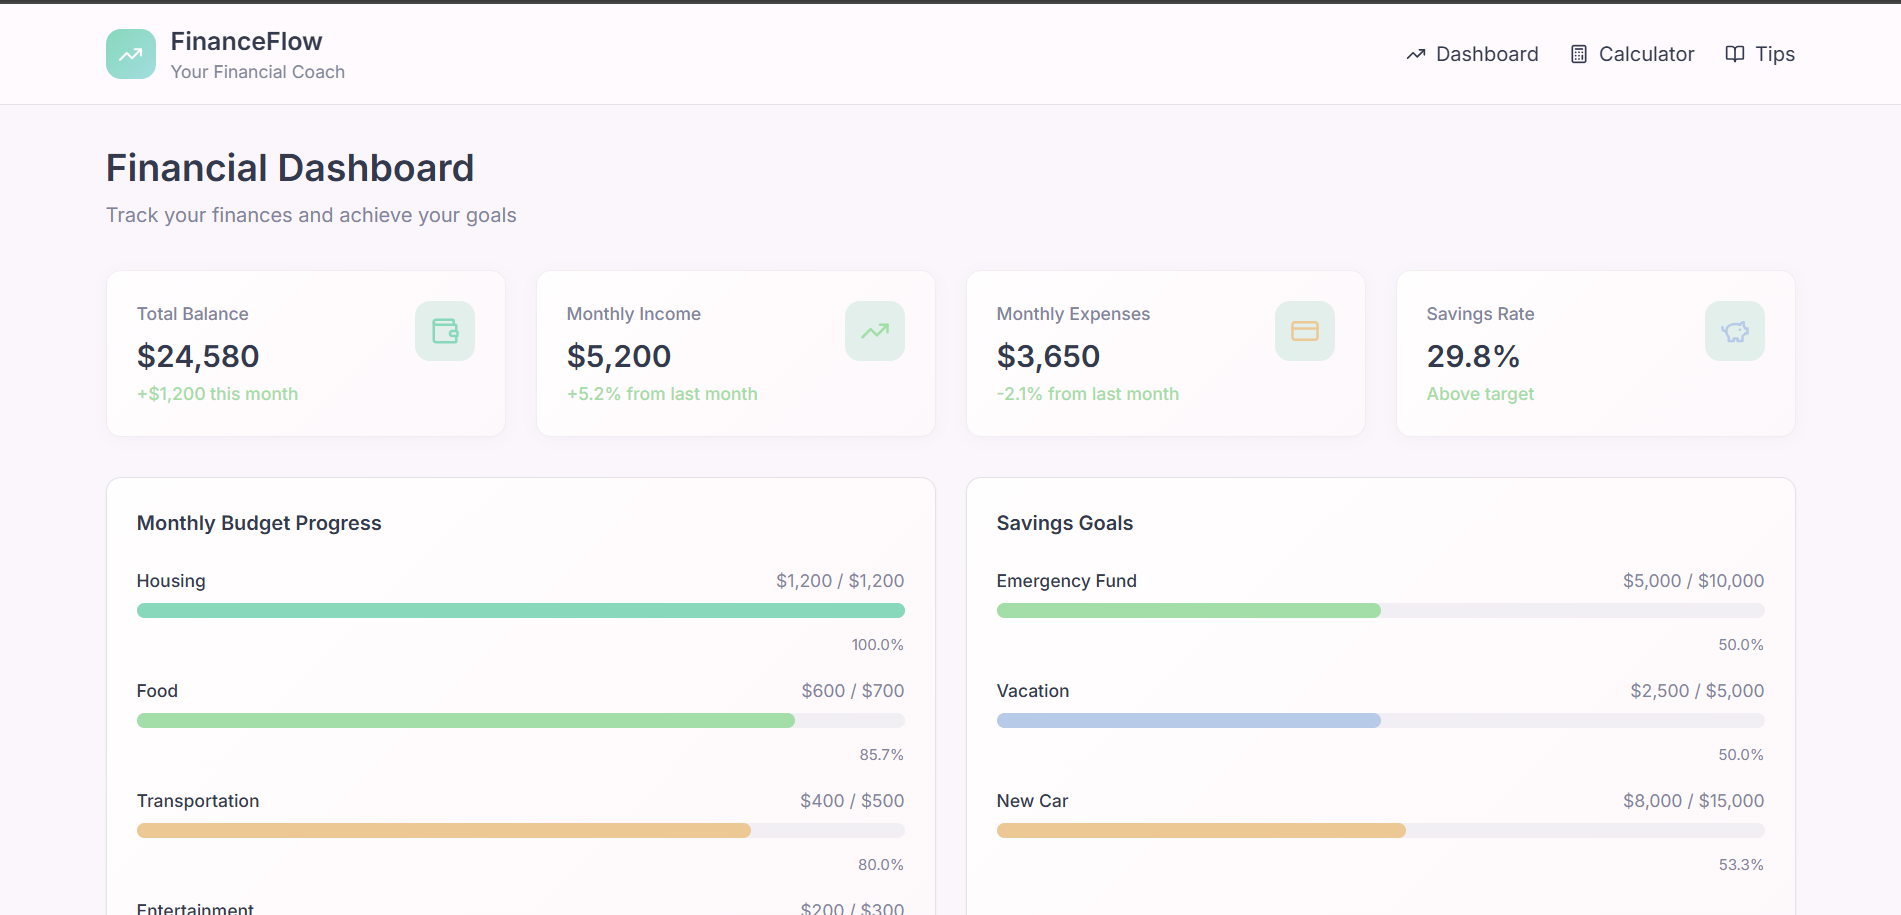 FinanceFlow
Your Financial Coach
Dashboard
Calculator
Tips
Financial Dashboard
Track your finances and achieve your goals
Total Balance
$24,580
+$1,200 this month
Monthly Income
$5,200
+5.2% from last month
Monthly Expenses
$3,650
-2.1% from last month
Savings Rate
29.8%
Above target
Monthly Budget Progress
Housing
$1,200 / $1,200
100.0%
Food
$600 / $700
85.7%
Transportation
$400 / $500
80.0%
Entertainment
$200 / $300
Savings Goals
Emergency Fund
$5,000 / $10,000
50.0%
Vacation
$2,500 / $5,000
50.0%
New Car
$8,000 / $15,000
53.3%